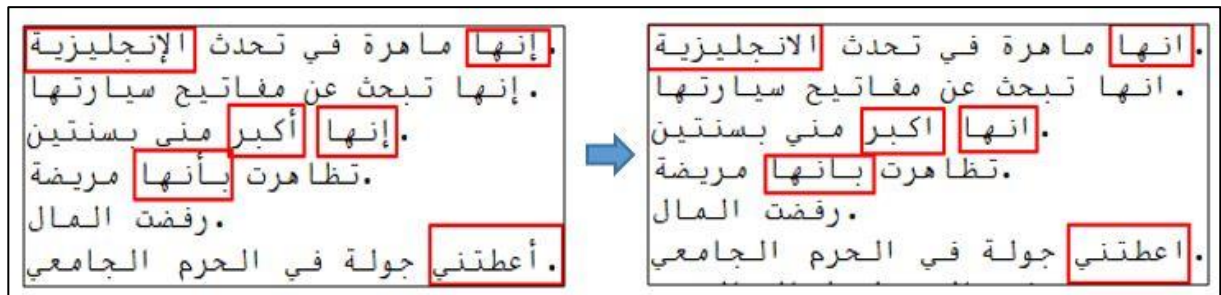 .إنها ماهرة في تحدث الإنجليزية
.إنها تبحث عن مفاتيح سيارتها
.إنها أكبر مني بسنتين
.تظاهرت بأنها مريضة
.رفضت المال
.أعطتني جولة في الحرم الجامعي
.انها ماهرة في تحدث الانجليزية
.انها تبحث عن مفاتيح سيارتها
.انها اكبر مني بسنتين
.تظاهرت بانها مريضة
.رفضت المال
.اعطتني جولة في الحرم الجامعي